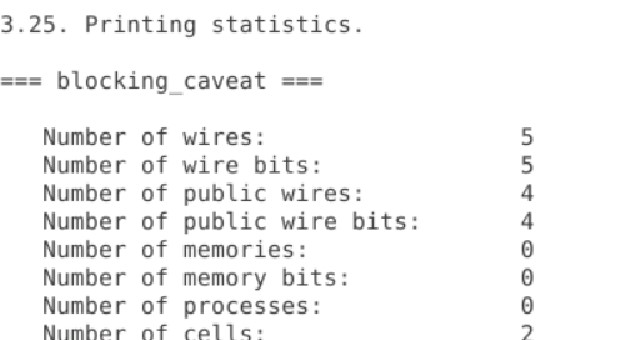 3.25. Printing statistics.
=== blocking_caveat ===
Number of wires: 5
Number of wire bits: 5
Number of public wires: 4
Number of public wire bits: 4
Number of memories: 0
Number of memory bits: 0
Number of processes: 0
Number of cells: 2